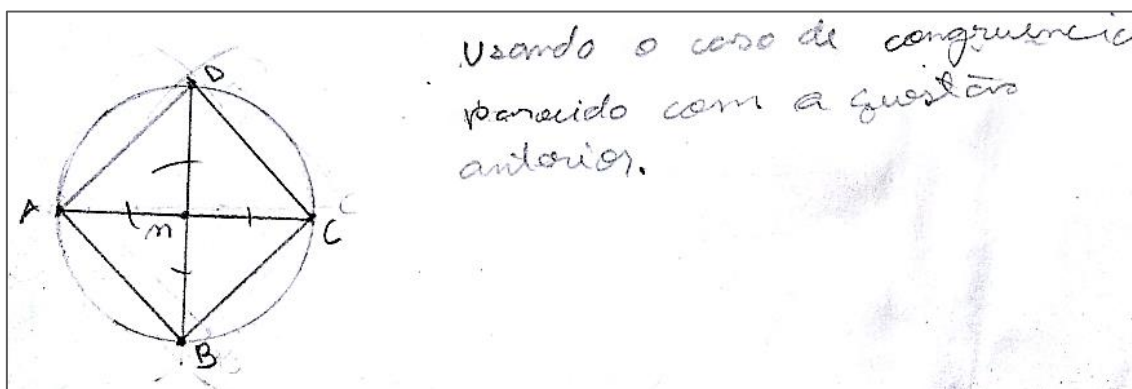 D
Usando o caso de congruencia
parecido com a questão
anterior.
A
m
C
B